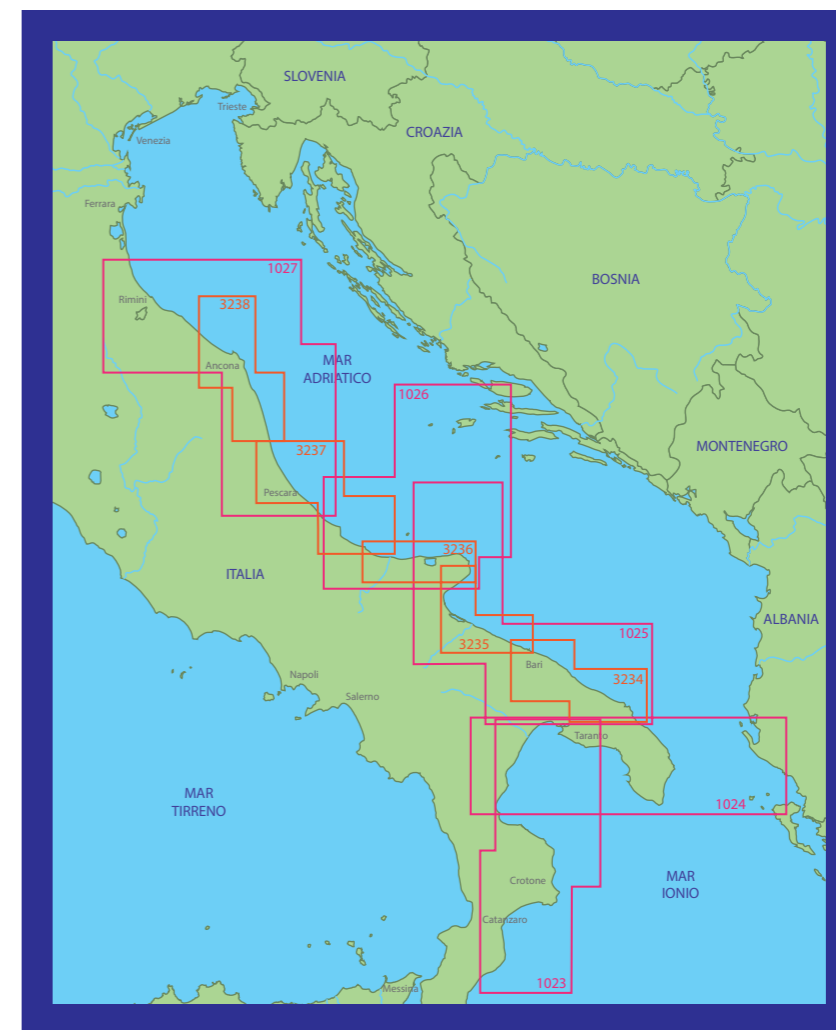 SLOVENIA
Trieste
CROAZIA
Venezia
Ferrara
1027
BOSNIA
Rimini
3238
MAR
ADRIATICO
Ancona
1026
3237
MONTENEGRO
Pescara
3236
ITALIA
ALBANIA
1025
3235
Bari
Napoli
3234
Salerno
Taranto
MAR
TIRRENO
1024
MAR
IONIO
Crotone
Catanzaro
1023
Messina